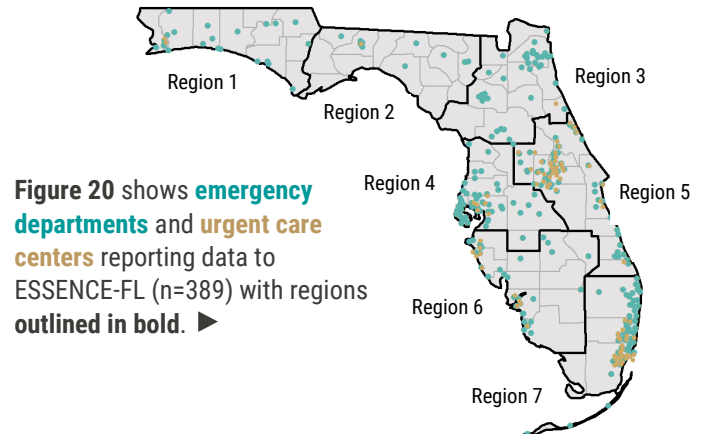 Region 1
Region 2
Region 3
Region 4
Region 5
Figure 20 shows emergency
departments and urgent care
centers reporting data to
ESSENCE-FL (n=389) with regions
outlined in bold. ►
Region 6
Region 7